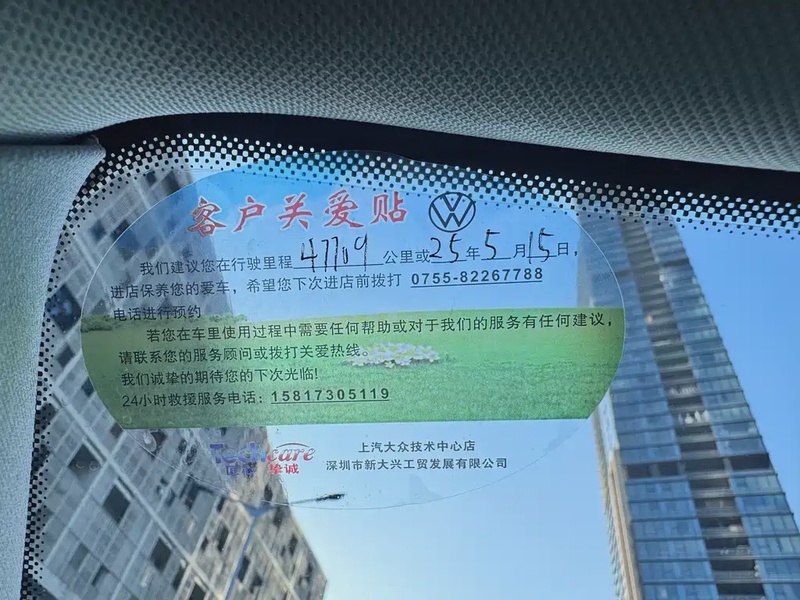 客户关爱贴
我们建议您在行驶里程 47709 公里或 25 年 5 月 15 日，
进店保养您的爱车，希望您下次进店前拨打 0755-82267788
电话进行预约
若您在车里使用过程中需要任何帮助或对于我们的服务有任何建议，
请联系您的服务顾问或拨打关爱热线。
我们诚挚的期待您的下次光临!
24小时救援服务电话：15817305119
Techcare
挚诚
上汽大众技术中心店
深圳市新大兴工贸发展有限公司